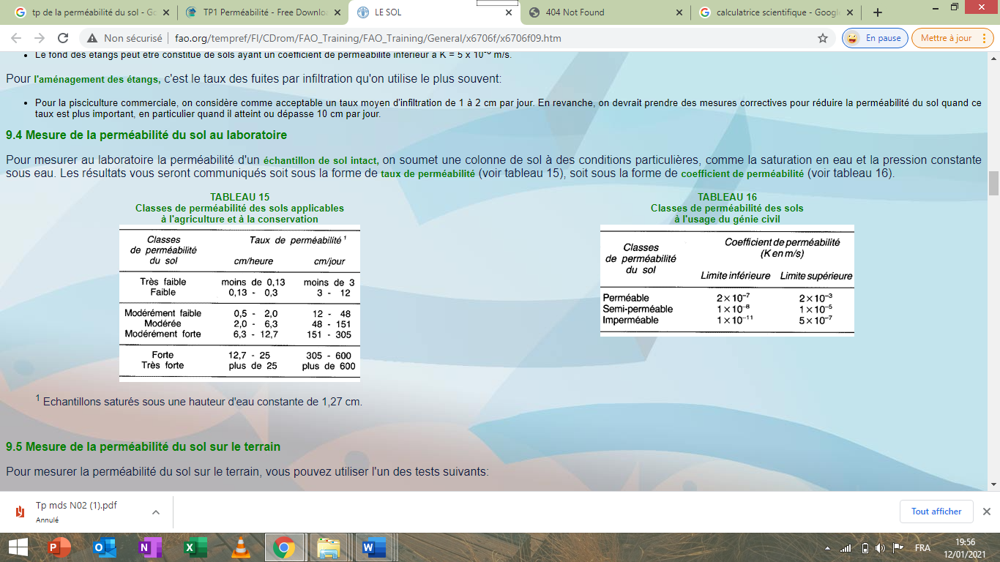 tp de la perméabilité du sol - Go
TP1 Perméabilité - Free Downlo
LE SOL
404 Not Found
calculatrice scientifique - Googl
Non sécurisé
fao.org/tempref/FI/CDrom/FAO_Training/FAO_Training/General/x6706f/x6706f09.htm
En pause
Mettre à jour
• Le fond des étangs peut être constitué de sols ayant un coefficient de perméabilité inférieur à K = 5 x 10⁻⁶ m/s.
Pour l'aménagement des étangs, c'est le taux des fuites par infiltration qu'on utilise le plus souvent:
• Pour la pisciculture commerciale, on considère comme acceptable un taux moyen d'infiltration de 1 à 2 cm par jour. En revanche, on devrait prendre des mesures correctives pour réduire la perméabilité du sol quand ce
taux est plus important, en particulier quand il atteint ou dépasse 10 cm par jour.
9.4 Mesure de la perméabilité du sol au laboratoire
Pour mesurer au laboratoire la perméabilité d'un échantillon de sol intact, on soumet une colonne de sol à des conditions particulières, comme la saturation en eau et la pression constante
sous eau. Les résultats vous seront communiqués soit sous la forme de taux de perméabilité (voir tableau 15), soit sous la forme de coefficient de perméabilité (voir tableau 16).
TABLEAU 15
Classes de perméabilité des sols applicables
à l'agriculture et à la conservation
Classes
de perméabilité
du sol
Taux de perméabilité ¹
cm/heure cm/jour
Très faible moins de 0,13 moins de 3
Faible 0,13 - 0,3 3 - 12
Modérément faible 0,5 - 2,0 12 - 48
Modérée 2,0 - 6,3 48 - 151
Modérément forte 6,3 - 12,7 151 - 305
Forte 12,7 - 25 305 - 600
Très forte plus de 25 plus de 600
¹ Echantillons saturés sous une hauteur d'eau constante de 1,27 cm.
TABLEAU 16
Classes de perméabilité des sols
à l'usage du génie civil
Classes
de perméabilité
du sol
Coefficient de perméabilité
(K en m/s)
Limite inférieure Limite supérieure
Perméable 2 × 10⁻⁷ 2 × 10⁻³
Semi-perméable 1 × 10⁻⁸ 1 × 10⁻⁵
Imperméable 1 × 10⁻¹¹ 5 × 10⁻⁷
9.5 Mesure de la perméabilité du sol sur le terrain
Pour mesurer la perméabilité du sol sur le terrain, vous pouvez utiliser l'un des tests suivants:
Tp mds N02 (1).pdf
Annulé
Tout afficher
FRA
19:56
12/01/2021